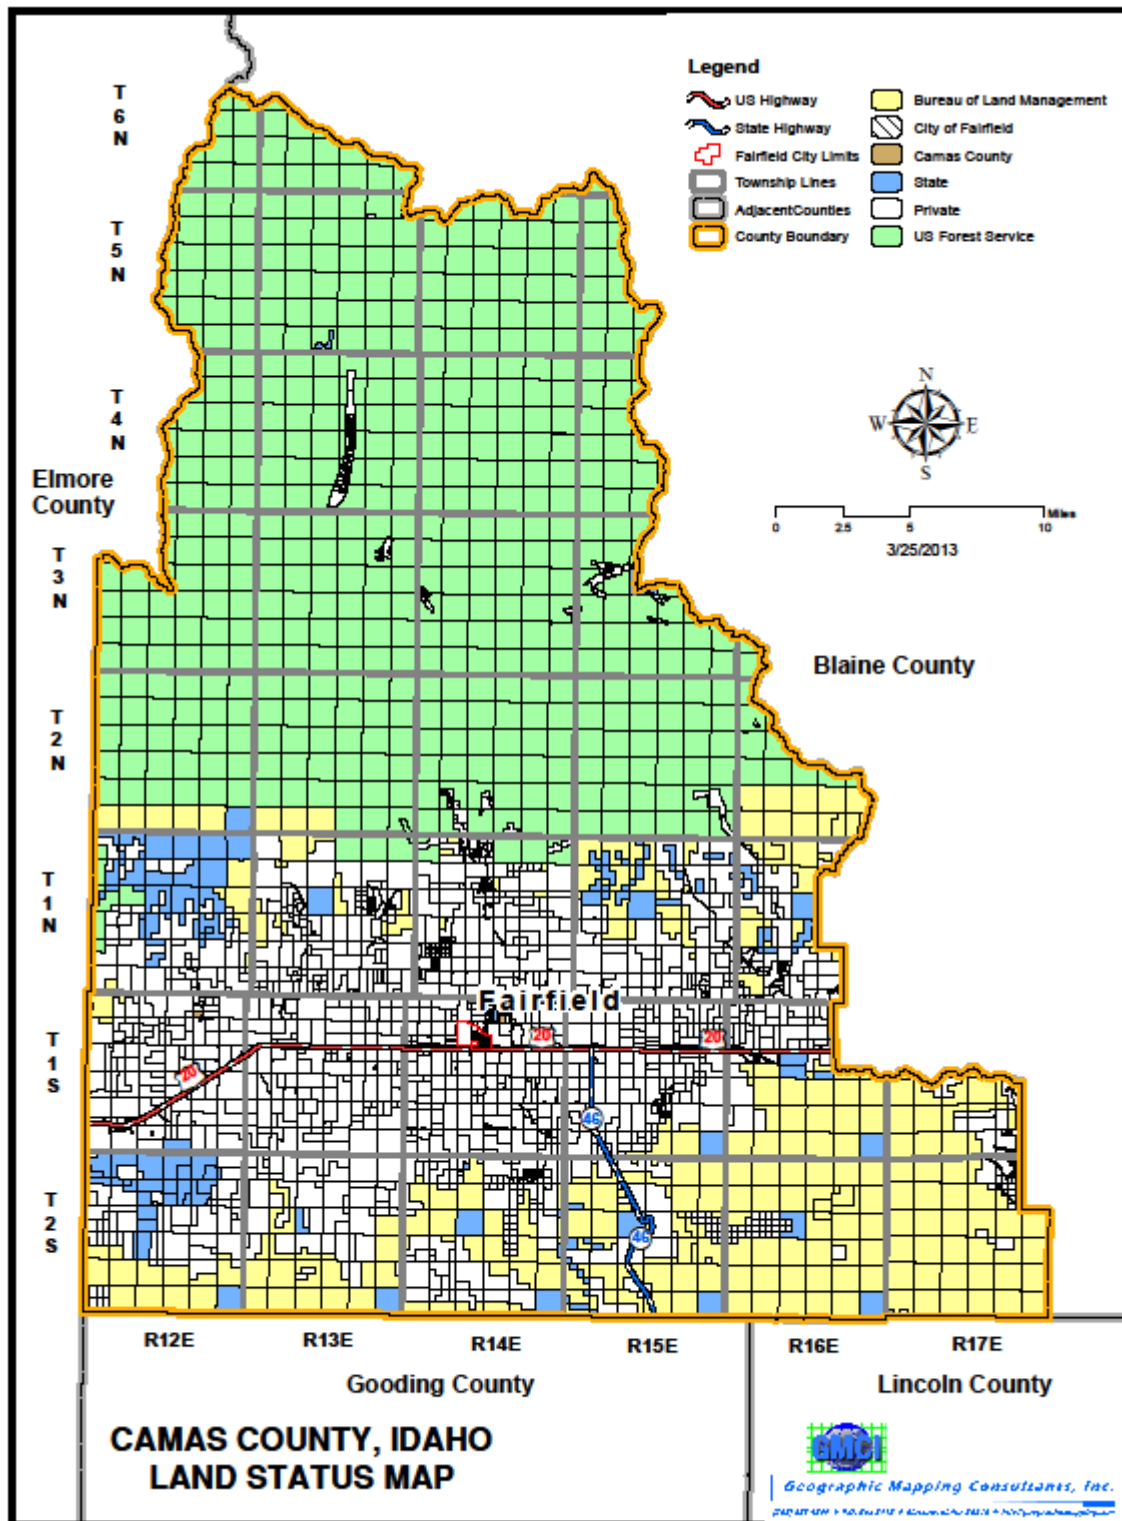 Legend
US Highway
State Highway
Fairfield City Limits
Township Lines
AdjacentCounties
County Boundary
Bureau of Land Management
City of Fairfield
Camas County
State
Private
US Forest Service
T
6
N
T
5
N
T
4
N
T
3
N
T
2
N
T
1
N
T
1
S
T
2
S
N
W
E
S
0
2.5
5
10
Miles
3/25/2013
Elmore
County
Blaine County
Fairfield
20
20
20
46
46
R12E
R13E
R14E
R15E
R16E
R17E
Gooding County
Lincoln County
CAMAS COUNTY, IDAHO
LAND STATUS MAP
GMCI
Geographic Mapping Consultants, Inc.